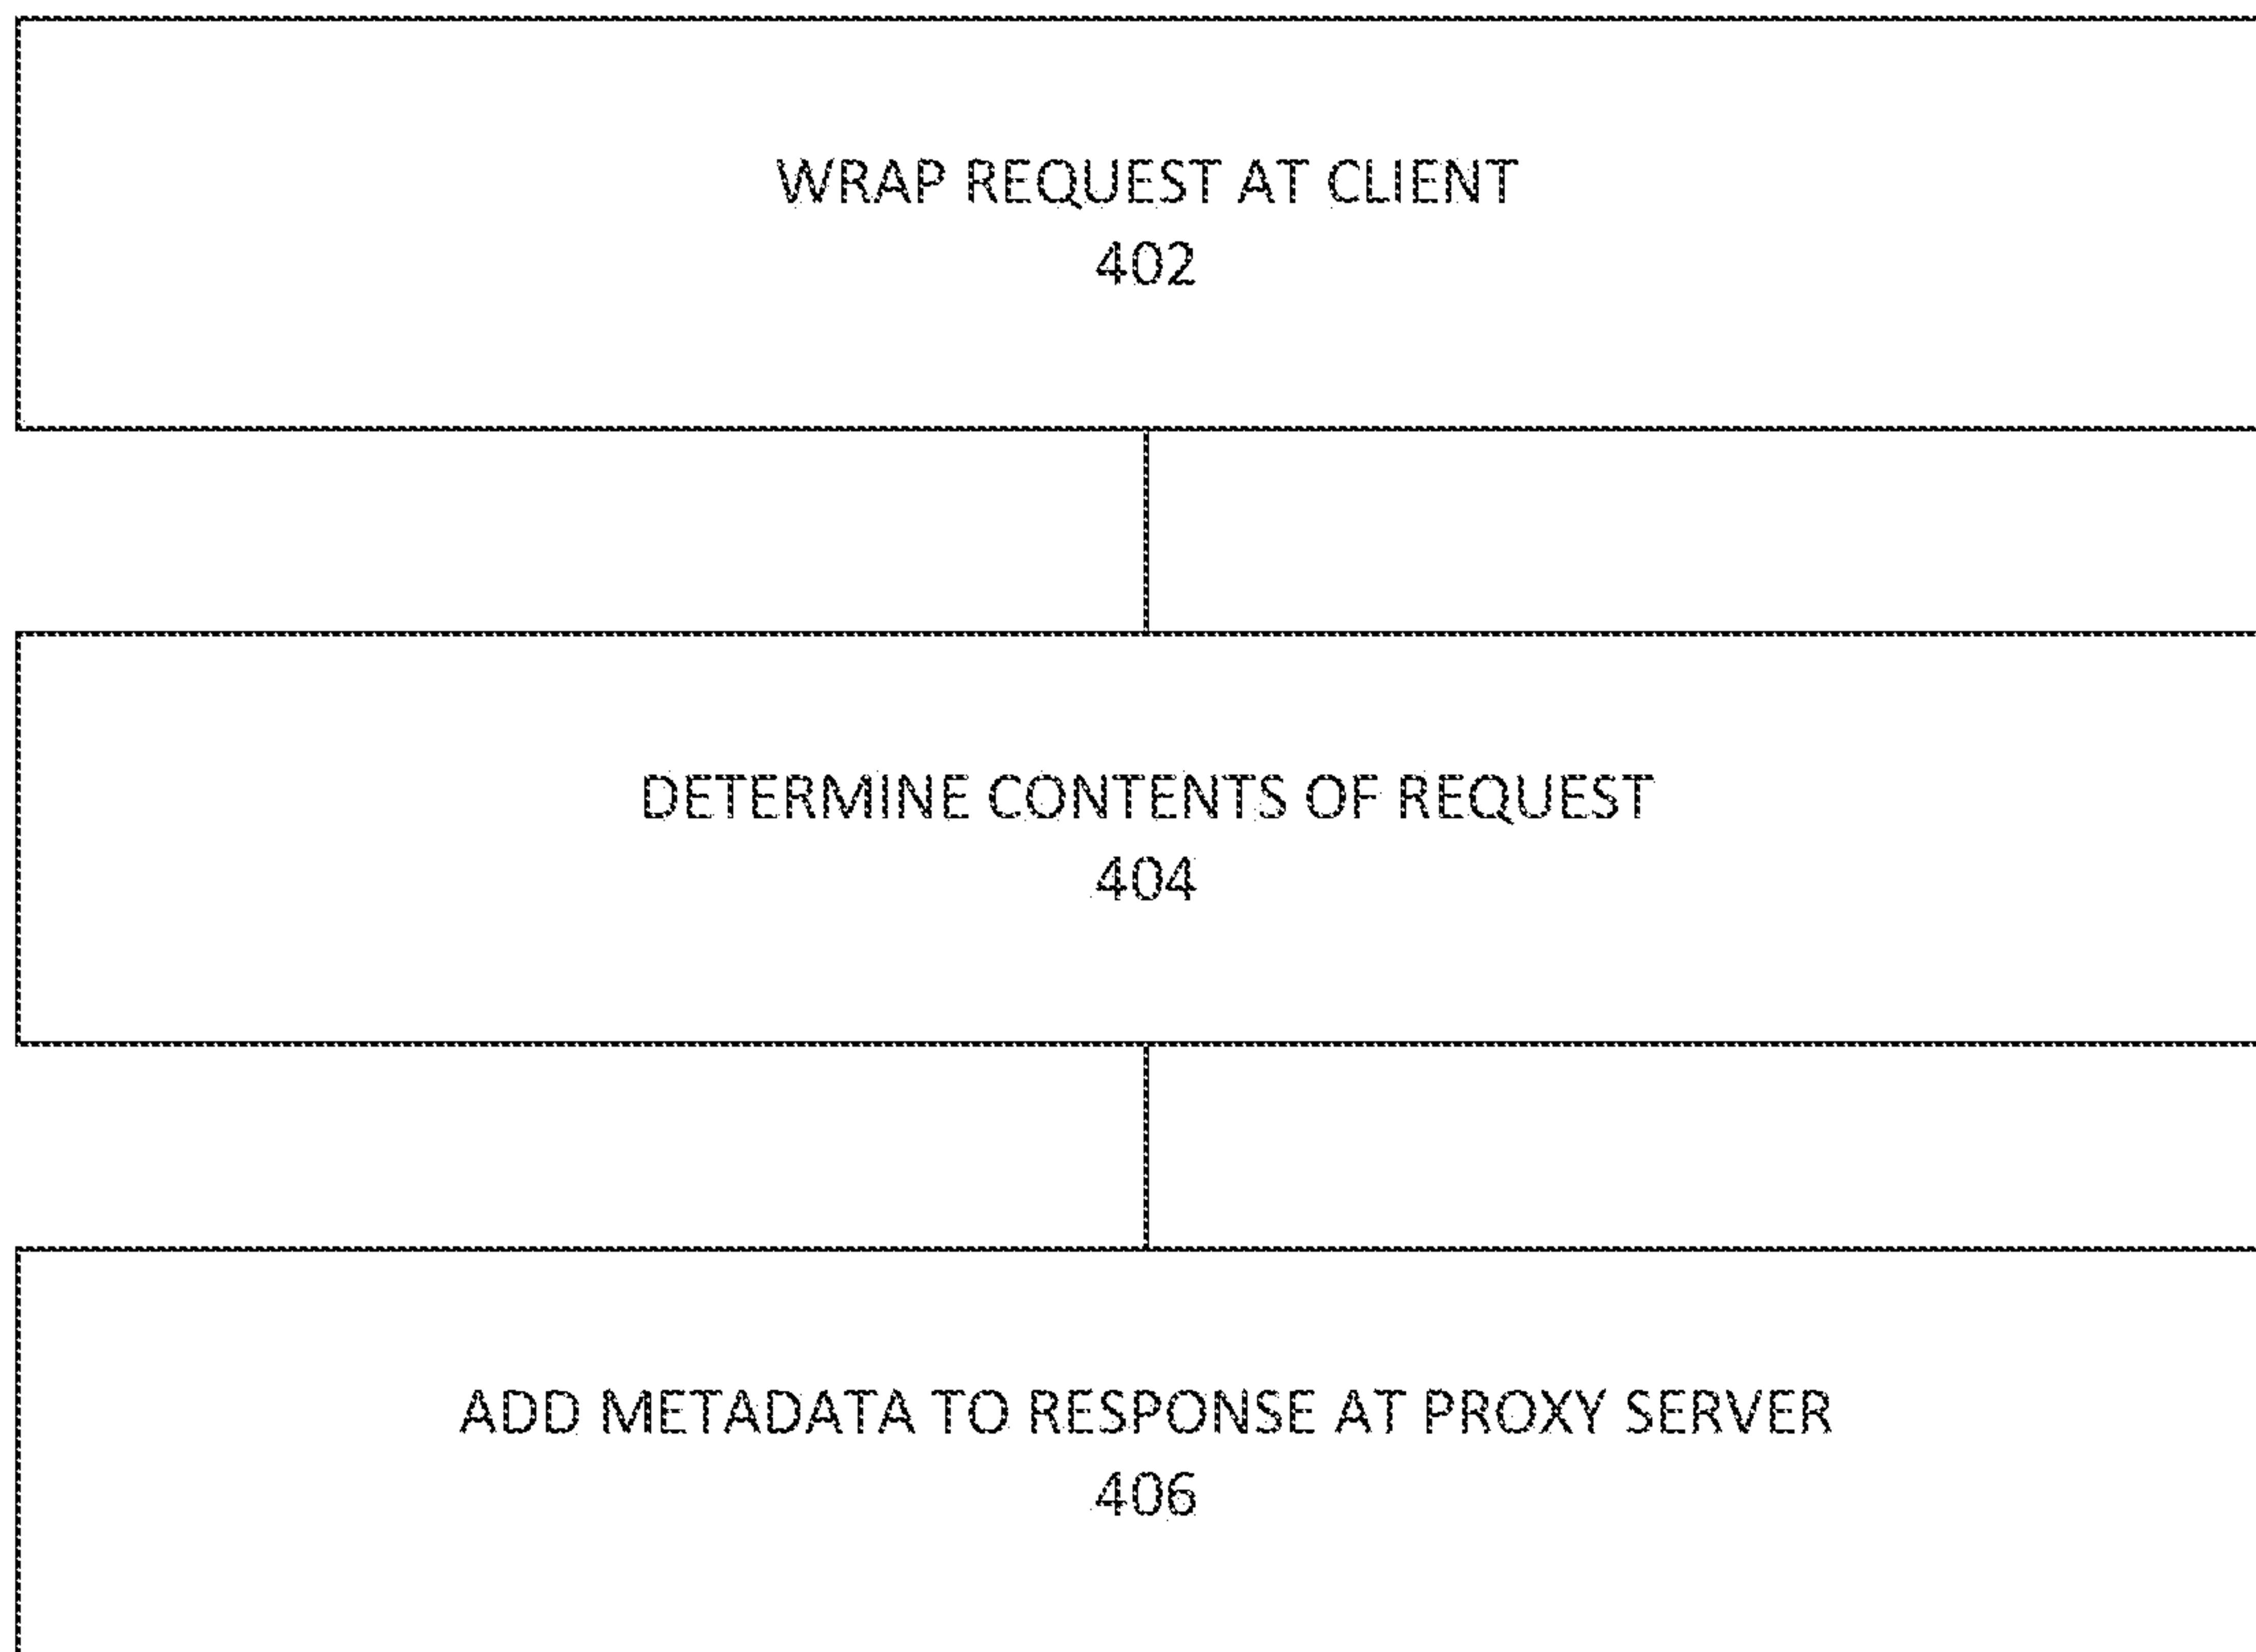 WRAP REQUEST AT CLIENT
402
DETERMINE CONTENTS OF REQUEST
404
ADD METADATA TO RESPONSE AT PROXY SERVER
406